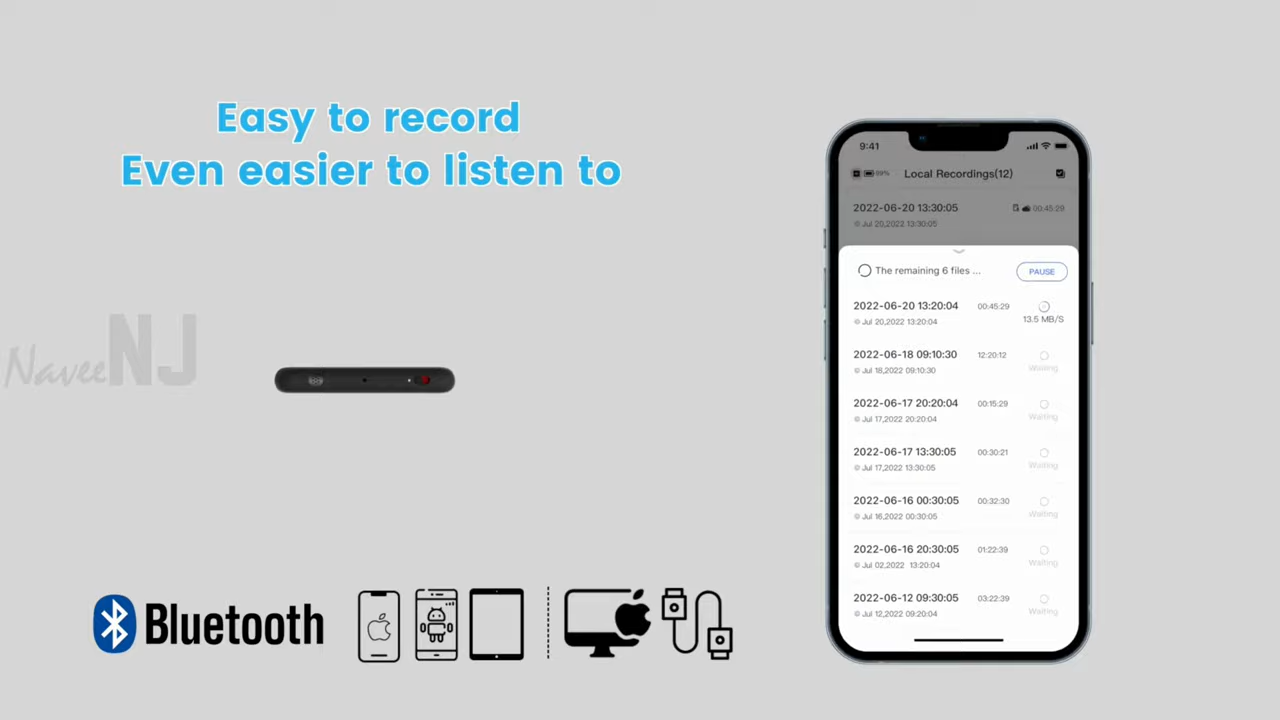 Easy to record
Even easier to listen to
NaveeNJ
Bluetooth
9:41
99%
Local Recordings(12)
2022-06-20 13:30:05
00:45:29
Jul 20,2022 13:30:05
The remaining 6 files ...
PAUSE
2022-06-20 13:20:04
00:45:29
Jul 20,2022 13:20:04
13.5 MB/S
2022-06-18 09:10:30
12:20:12
Jul 18,2022 09:10:30
Waiting
2022-06-17 20:20:04
00:15:29
Jul 17,2022 20:20:04
Waiting
2022-06-17 13:30:05
00:30:21
Jul 17,2022 13:30:05
Waiting
2022-06-16 00:30:05
00:32:30
Jul 16,2022 00:30:05
Waiting
2022-06-16 20:30:05
01:22:39
Jul 02,2022 13:20:04
Waiting
2022-06-12 09:30:05
03:22:39
Jul 12,2022 09:20:04
Waiting